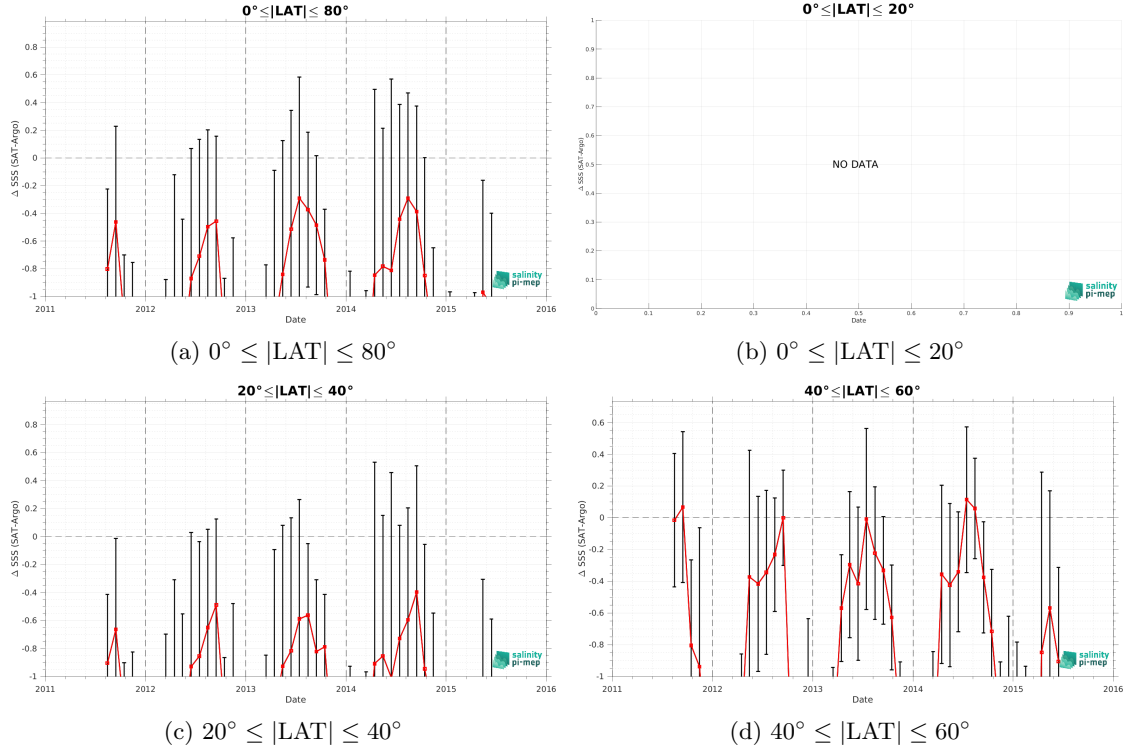 0°≤|LAT|≤ 80°
0.8
0.6
0.4
0.2
0
-0.2
-0.4
-0.6
-0.8
-1
Δ SSS (SAT-Argo)
2011 2012 2013 2014 2015 2016
Date
salinity
pi-mep
(a) 0° ≤ |LAT| ≤ 80°
0°≤|LAT|≤ 20°
1
0.9
0.8
0.7
0.6
0.5
0.4
0.3
0.2
0.1
0
Δ SSS (SAT-Argo)
NO DATA
0 0.1 0.2 0.3 0.4 0.5 0.6 0.7 0.8 0.9 1
Date
salinity
pi-mep
(b) 0° ≤ |LAT| ≤ 20°
20°≤|LAT|≤ 40°
0.8
0.6
0.4
0.2
0
-0.2
-0.4
-0.6
-0.8
-1
Δ SSS (SAT-Argo)
2011 2012 2013 2014 2015 2016
Date
salinity
pi-mep
(c) 20° ≤ |LAT| ≤ 40°
40°≤|LAT|≤ 60°
0.6
0.4
0.2
0
-0.2
-0.4
-0.6
-0.8
-1
Δ SSS (SAT-Argo)
2011 2012 2013 2014 2015 2016
Date
salinity
pi-mep
(d) 40° ≤ |LAT| ≤ 60°